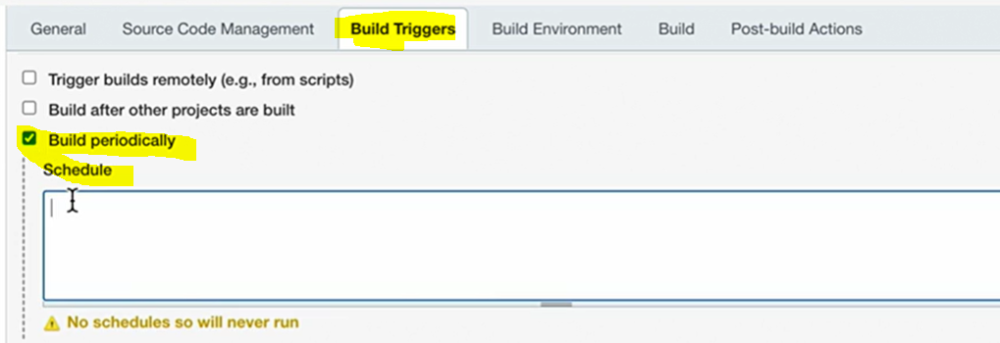 General Source Code Management Build Triggers Build Environment Build Post-build Actions
Trigger builds remotely (e.g., from scripts)
Build after other projects are built
Build periodically
Schedule
No schedules so will never run